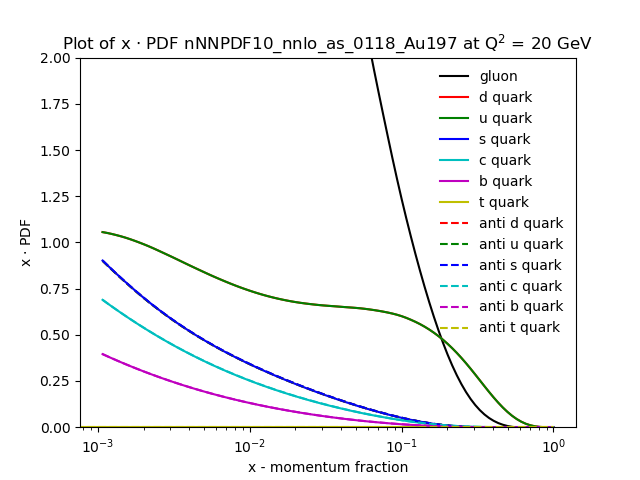 Plot of x · PDF nNNPDF10_nnlo_as_0118_Au197 at Q² = 20 GeV
2.00
1.75
1.50
1.25
1.00
0.75
0.50
0.25
0.00
x · PDF
gluon
d quark
u quark
s quark
c quark
b quark
t quark
anti d quark
anti u quark
anti s quark
anti c quark
anti b quark
anti t quark
10⁻³ 10⁻² 10⁻¹ 10⁰
x - momentum fraction